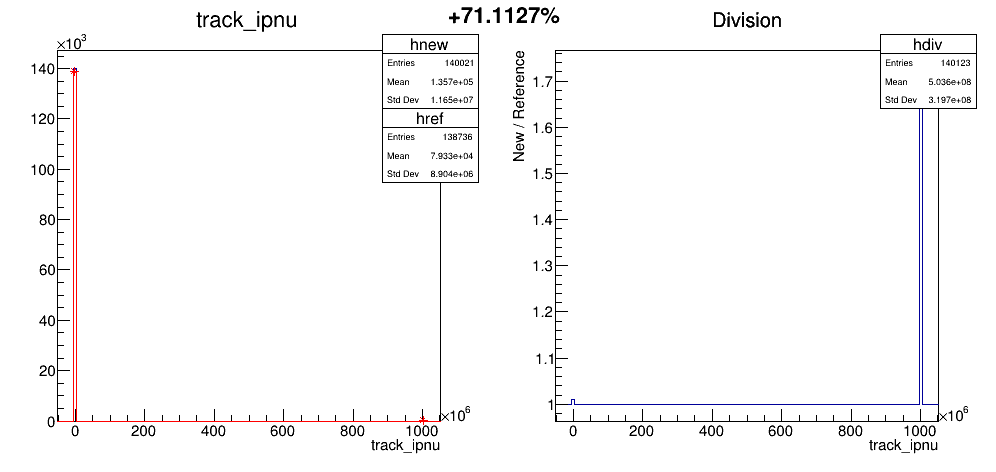 +71.1127%
track_ipnu
×10³
140
120
100
80
60
40
20
0
0 200 400 600 800 1000 ×10⁶
track_ipnu
hnew
Entries 140021
Mean 1.357e+05
Std Dev 1.165e+07
href
Entries 138736
Mean 7.933e+04
Std Dev 8.904e+06
Division
New / Reference
1.7
1.6
1.5
1.4
1.3
1.2
1.1
1
0 200 400 600 800 1000 ×10⁶
track_ipnu
hdiv
Entries 140123
Mean 5.036e+08
Std Dev 3.197e+08